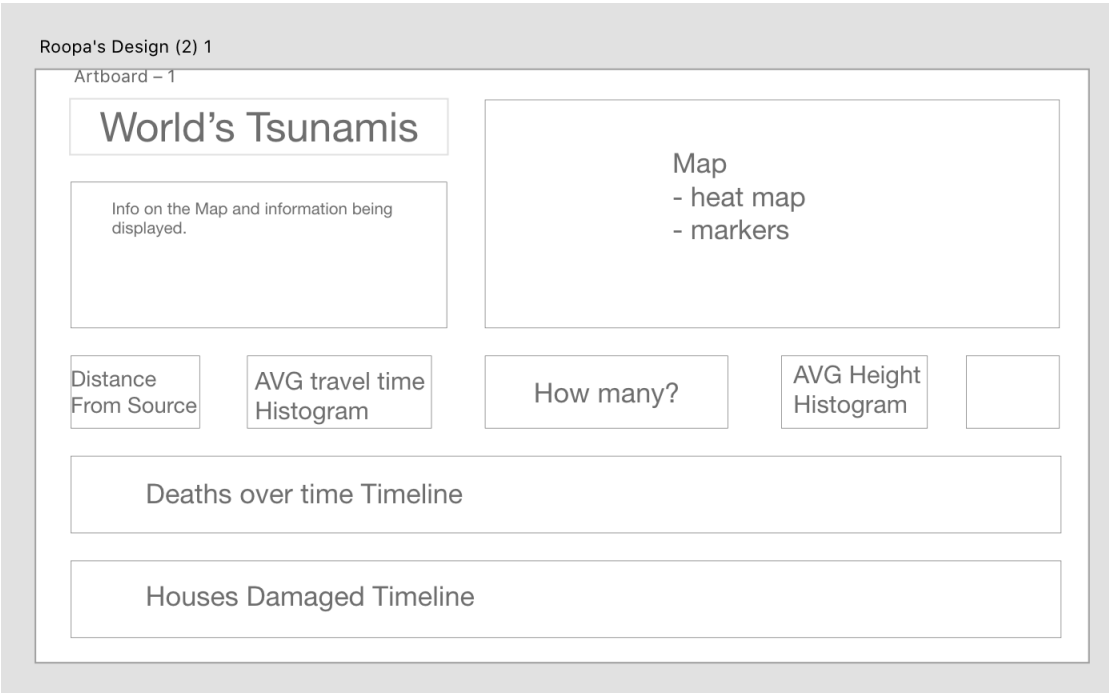 Roopa's Design (2) 1
Artboard – 1
World’s Tsunamis
Info on the Map and information being
displayed.
Map
- heat map
- markers
Distance
From Source
AVG travel time
Histogram
How many?
AVG Height
Histogram
Deaths over time Timeline
Houses Damaged Timeline